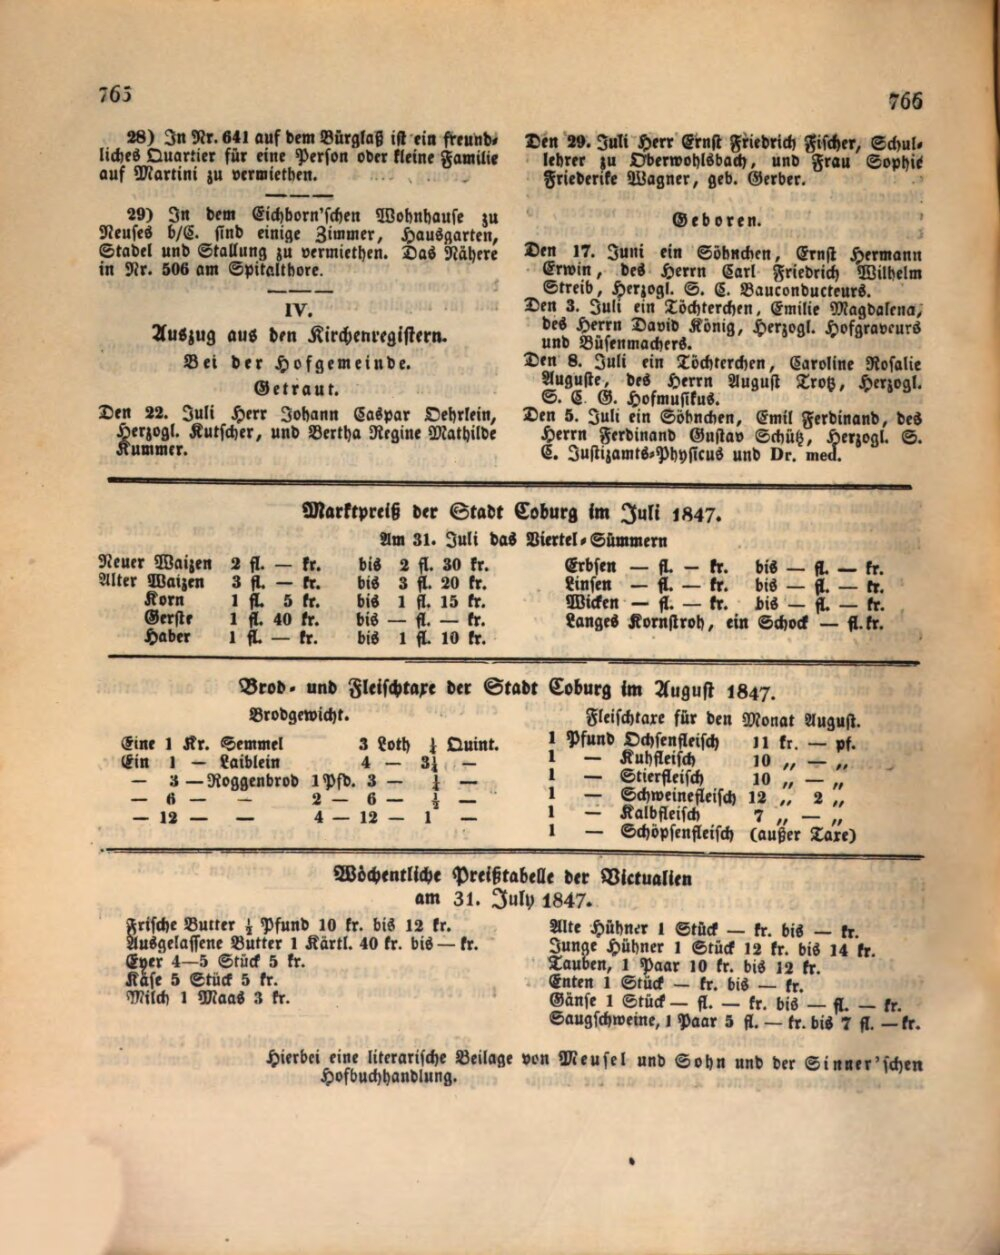 765
28) In Nr. 641 auf dem Bürglaß ist ein freund-
liches Quartier für eine Person oder kleine Familie
auf Martini zu vermiethen.
29) In dem Eichborn'schen Wohnhause zu
Neuses b/C. sind einige Zimmer, Hausgarten,
Stadel und Stallung zu vermiethen. Das Nähere
in Nr. 506 am Spitalthore.
IV.
Auszug aus den Kirchenregistern.
Bei der Hofgemeinde.
Getraut.
Den 22. Juli Herr Johann Caspar Oehrlein,
Herzogl. Kutscher, und Bertha Regine Mathilde
Kummer.
766
Den 29. Juli Herr Ernst Friedrich Fischer, Schul-
lehrer zu Oberwohlsbach, und Frau Sophie
Friederike Wagner, geb. Gerber.
Geboren.
Den 17. Juni ein Söhnchen, Ernst Hermann
Erwin, des Herrn Carl Friedrich Wilhelm
Streib, Herzogl. S. C. Bauconducteurs.
Den 3. Juli ein Töchterchen, Emilie Magdalena,
des Herrn David König, Herzogl. Hofgraveurs
und Büsenmachers.
Den 8. Juli ein Töchterchen, Caroline Rosalie
Auguste, des Herrn August Trotz, Herzogl.
S. C. G. Hofmusikus.
Den 5. Juli ein Söhnchen, Emil Ferdinand, des
Herrn Ferdinand Gustav Schütz, Herzogl. S.
C. Justizamts-Physicus und Dr. med.
Marktpreiß der Stadt Coburg im Juli 1847.
Am 31. Juli das Viertel-Sümmern
Neuer Waizen 2 fl. — kr. bis 2 fl. 30 kr.
Alter Waizen 3 fl. — kr. bis 3 fl. 20 kr.
Korn 1 fl. 5 kr. bis 1 fl. 15 kr.
Gerste 1 fl. 40 kr. bis — fl. — kr.
Haber 1 fl. — kr. bis 1 fl. 10 kr.
Erbsen — fl. — kr. bis — fl. — kr.
Linsen — fl. — kr. bis — fl. — kr.
Wicken — fl. — kr. bis — fl. — kr.
Langes Kornstroh, ein Schock — fl. kr.
Brod- und Fleischtaxe der Stadt Coburg im August 1847.
Brodgewicht.
Eine 1 Kr. Semmel 3 Loth ¼ Quint.
Ein 1 — Laiblein 4 — 3¼ —
— 3 — Roggenbrod 1 Pfd. 3 — ¼ —
— 6 — — 2 — 6 — ½ —
— 12 — — 4 — 12 — 1 —
Fleischtaxe für den Monat August.
1 Pfund Ochsenfleisch 11 kr. — pf.
1 — Kuhfleisch 10 „ — „
1 — Stierfleisch 10 „ — „
1 — Schweinefleisch 12 „ 2 „
1 — Kalbfleisch 7 „ — „
1 — Schöpsenfleisch (außer Taxe)
Wöchentliche Preißtabelle der Victualien
am 31. July 1847.
Frische Butter ½ Pfund 10 kr. bis 12 kr.
Ausgelassene Butter 1 Kärtl. 40 kr. bis — kr.
Eyer 4—5 Stück 5 kr.
Käse 5 Stück 5 kr.
Milch 1 Maas 3 kr.
Alte Hühner 1 Stück — kr. bis — kr.
Junge Hühner 1 Stück 12 kr. bis 14 kr.
Tauben, 1 Paar 10 kr. bis 12 kr.
Enten 1 Stück — kr. bis — kr.
Gänse 1 Stück — fl. — kr. bis — fl. — kr.
Saugschweine, 1 Paar 5 fl. — kr. bis 7 fl. — kr.
Hierbei eine literarische Beilage von Meusel und Sohn und der Sinner'schen
Hofbuchhandlung.